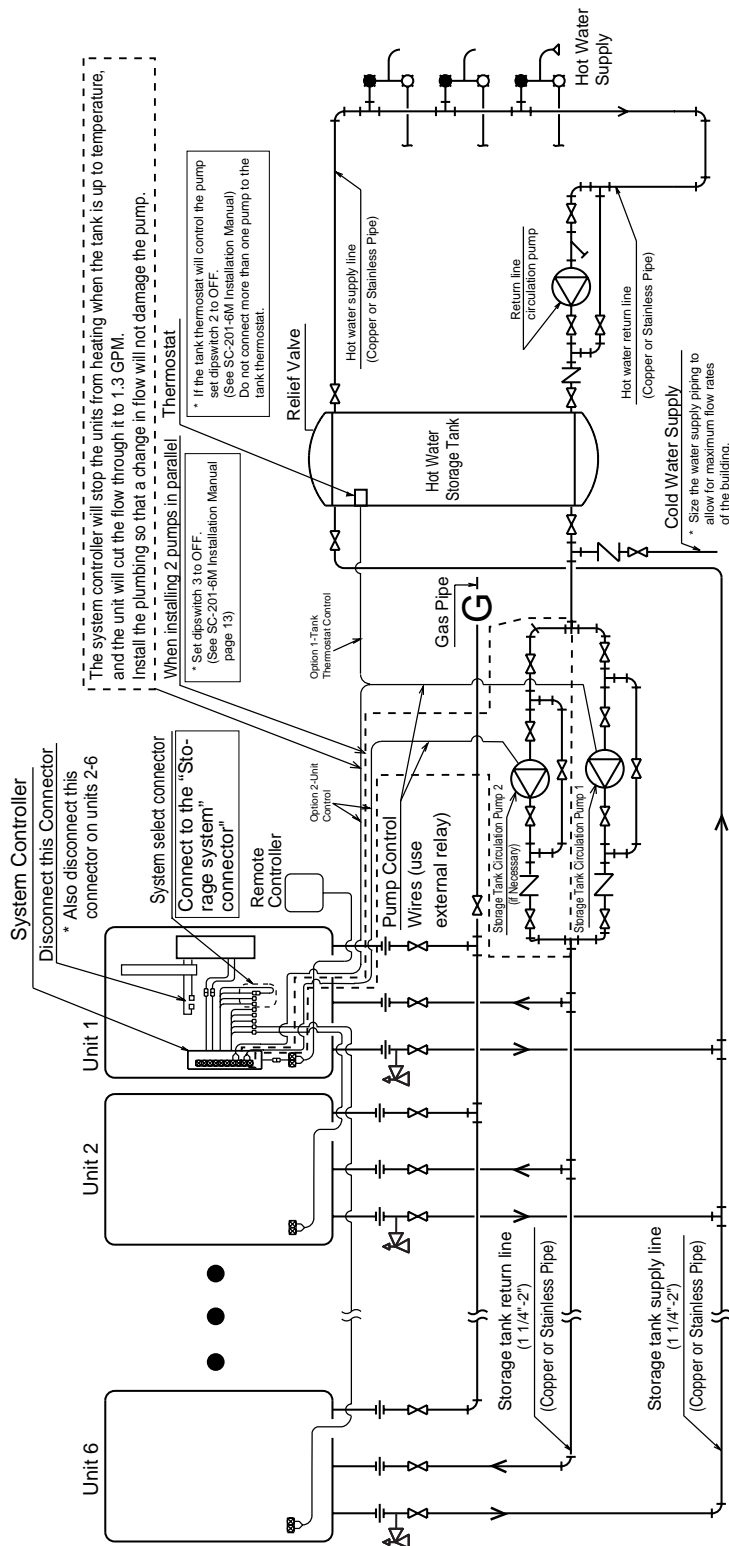 The system controller will stop the units from heating when the tank is up to temperature,
and the unit will cut the flow through it to 1.3 GPM.
Install the plumbing so that a change in flow will not damage the pump.
When installing 2 pumps in parallel
* Set dipswitch 3 to OFF.
(See SC-201-6M Installation Manual
page 13)
Thermostat
* If the tank thermostat will control the pump
set dipswitch 2 to OFF.
(See SC-201-6M Installation Manual)
Do not connect more than one pump to the
tank thermostat.
System Controller
Disconnect this Connector
* Also disconnect this
connector on units 2-6
System select connector
Connect to the “Sto-
rage system”
connector"
Remote
Controller
Unit 1
Unit 2
Unit 6
Option 1-Tank
Thermostat Control
Option 2-Unit
Control
Pump Control
Wires (use
external relay)
Gas Pipe
G
Relief Valve
Hot Water
Storage Tank
Hot water supply line
(Copper or Stainless Pipe)
Hot Water
Supply
Return line
circulation pump
Hot water return line
(Copper or Stainless Pipe)
Cold Water Supply
* Size the water supply piping to
allow for maximum flow rates
of the building.
Storage Tank Circulation Pump 2
(if Necessary)
Storage Tank Circulation Pump 1
Storage tank return line
(1 1/4"-2")
(Copper or Stainless Pipe)
Storage tank supply line
(1 1/4"-2")
(Copper or Stainless Pipe)